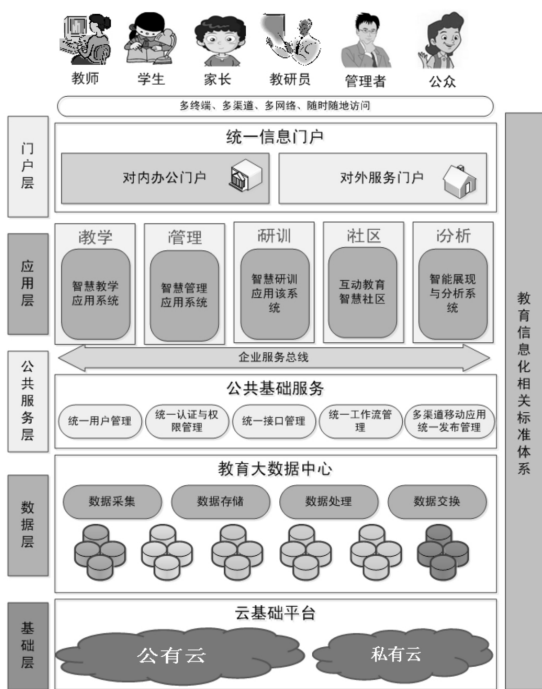 教师
学生
家长
教研员
管理者
公众
多终端、多渠道、多网络、随时随地访问
门户层
统一信息门户
对内办公门户
对外服务门户
应用层
i教学
智慧教学
应用系统
i管理
智慧管理
应用系统
i研训
智慧研训
应用该系
统
i社区
互动教育
智慧社区
i分析
智能展现
与分析系
统
企业服务总线
公共服务层
公共基础服务
统一用户管理
统一认证与权
限管理
统一接口管理
统一工作流管
理
多渠道移动应用
统一发布管理
数据层
教育大数据中心
数据采集
数据存储
数据处理
数据交换
基础层
云基础平台
公有云
私有云
教育信息化相关标准体系